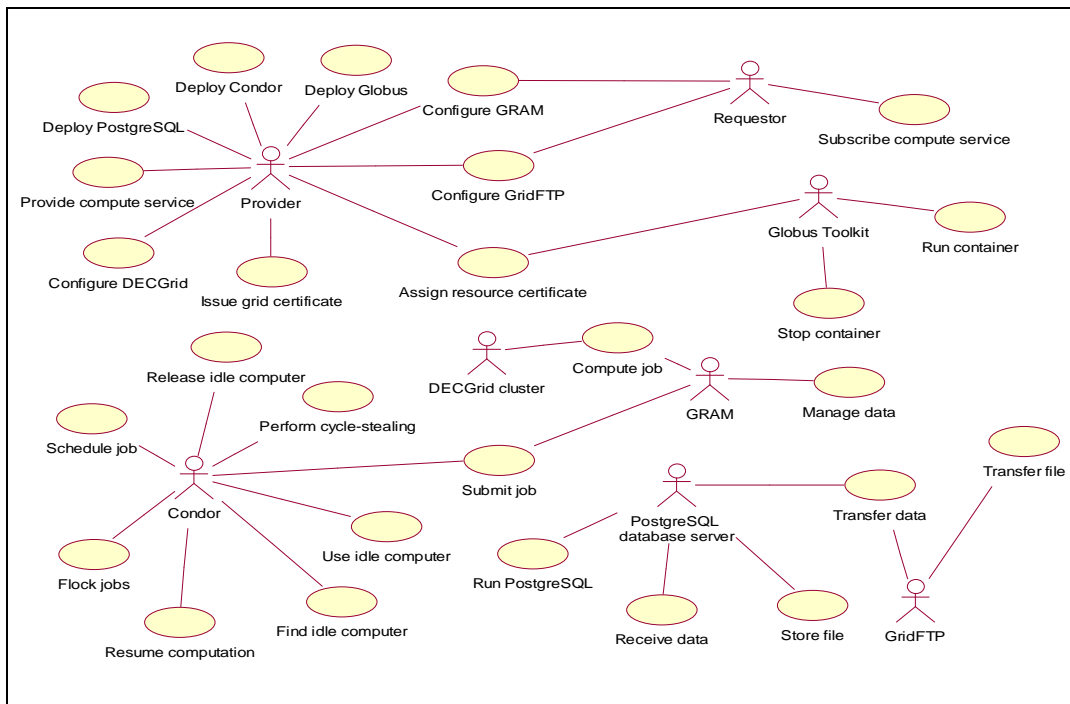 Deploy Condor
Deploy Globus
Configure GRAM
Requestor
Deploy PostgreSQL
Subscribe compute service
Provide compute service
Provider
Configure GridFTP
Globus Toolkit
Run container
Configure DECGrid
Issue grid certificate
Assign resource certificate
Stop container
Release idle computer
DECGrid cluster
Compute job
GRAM
Manage data
Perform cycle-stealing
Schedule job
Transfer file
Submit job
Condor
PostgreSQL
database server
Transfer data
Use idle computer
Flock jobs
Run PostgreSQL
Find idle computer
Resume computation
Receive data
Store file
GridFTP